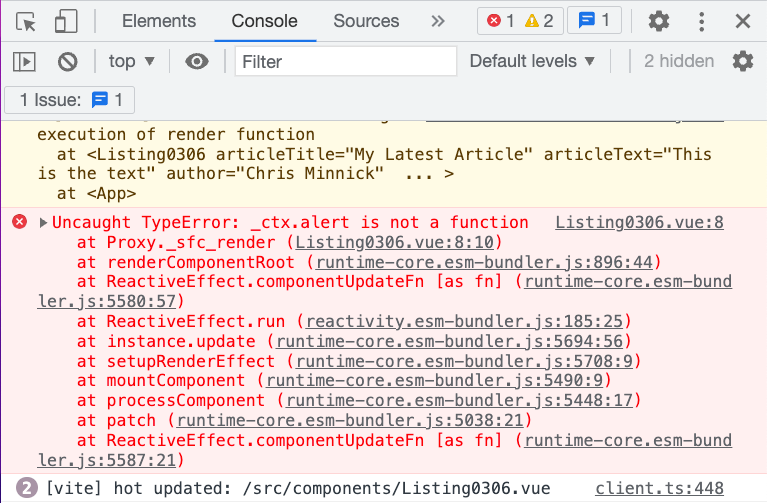 Elements Console Sources 1 2 1
top Filter Default levels 2 hidden
1 Issue: 1
execution of render function
at <Listing0306 articleTitle="My Latest Article" articleText="This
is the text" author="Chris Minnick" ... >
at <App>
Uncaught TypeError: _ctx.alert is not a function Listing0306.vue:8
at Proxy._sfc_render (Listing0306.vue:8:10)
at renderComponentRoot (runtime-core.esm-bundler.js:896:44)
at ReactiveEffect.componentUpdateFn [as fn] (runtime-core.esm-bund
ler.js:5580:57)
at ReactiveEffect.run (reactivity.esm-bundler.js:185:25)
at instance.update (runtime-core.esm-bundler.js:5694:56)
at setupRenderEffect (runtime-core.esm-bundler.js:5708:9)
at mountComponent (runtime-core.esm-bundler.js:5490:9)
at processComponent (runtime-core.esm-bundler.js:5448:17)
at patch (runtime-core.esm-bundler.js:5038:21)
at ReactiveEffect.componentUpdateFn [as fn] (runtime-core.esm-bund
ler.js:5587:21)
2 [vite] hot updated: /src/components/Listing0306.vue client.ts:448